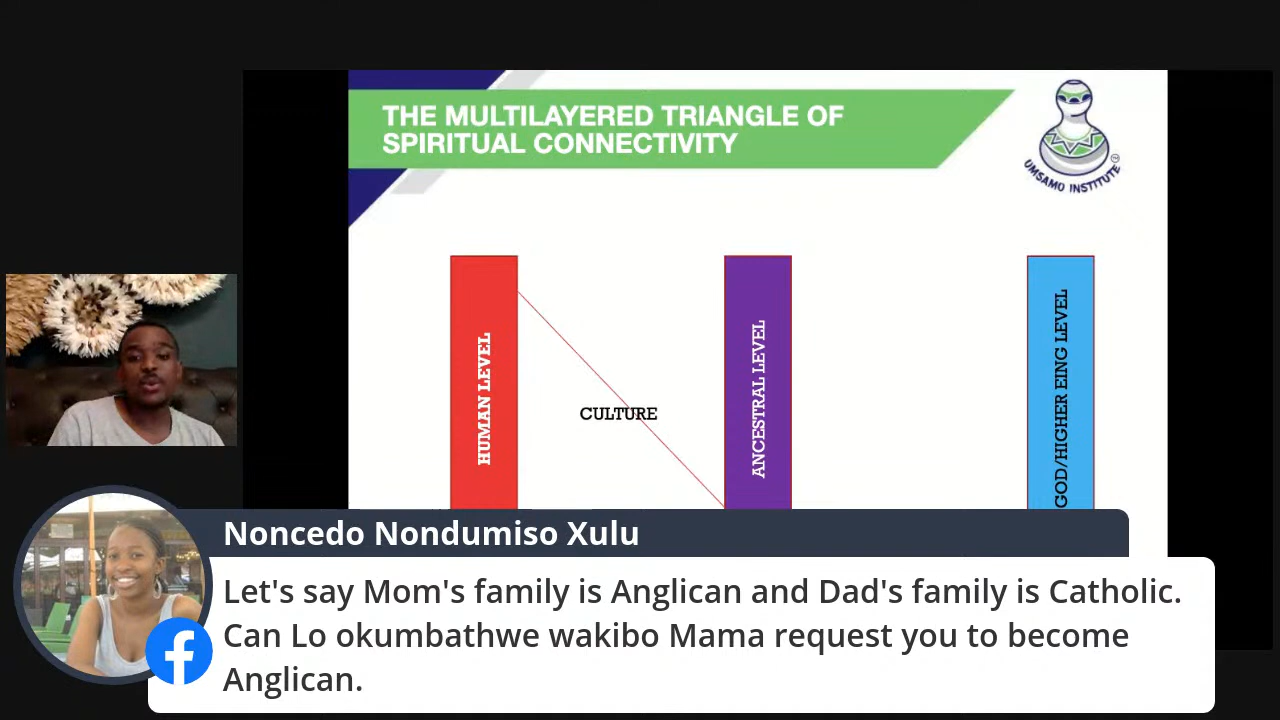 THE MULTILAYERED TRIANGLE OF
SPIRITUAL CONNECTIVITY
UMSAMO INSTITUTE
HUMAN LEVEL
CULTURE
ANCESTRAL LEVEL
GOD/HIGHER EING LEVEL
Noncedo Nondumiso Xulu
Let's say Mom's family is Anglican and Dad's family is Catholic.
Can Lo okumbathwe wakibo Mama request you to become
Anglican.